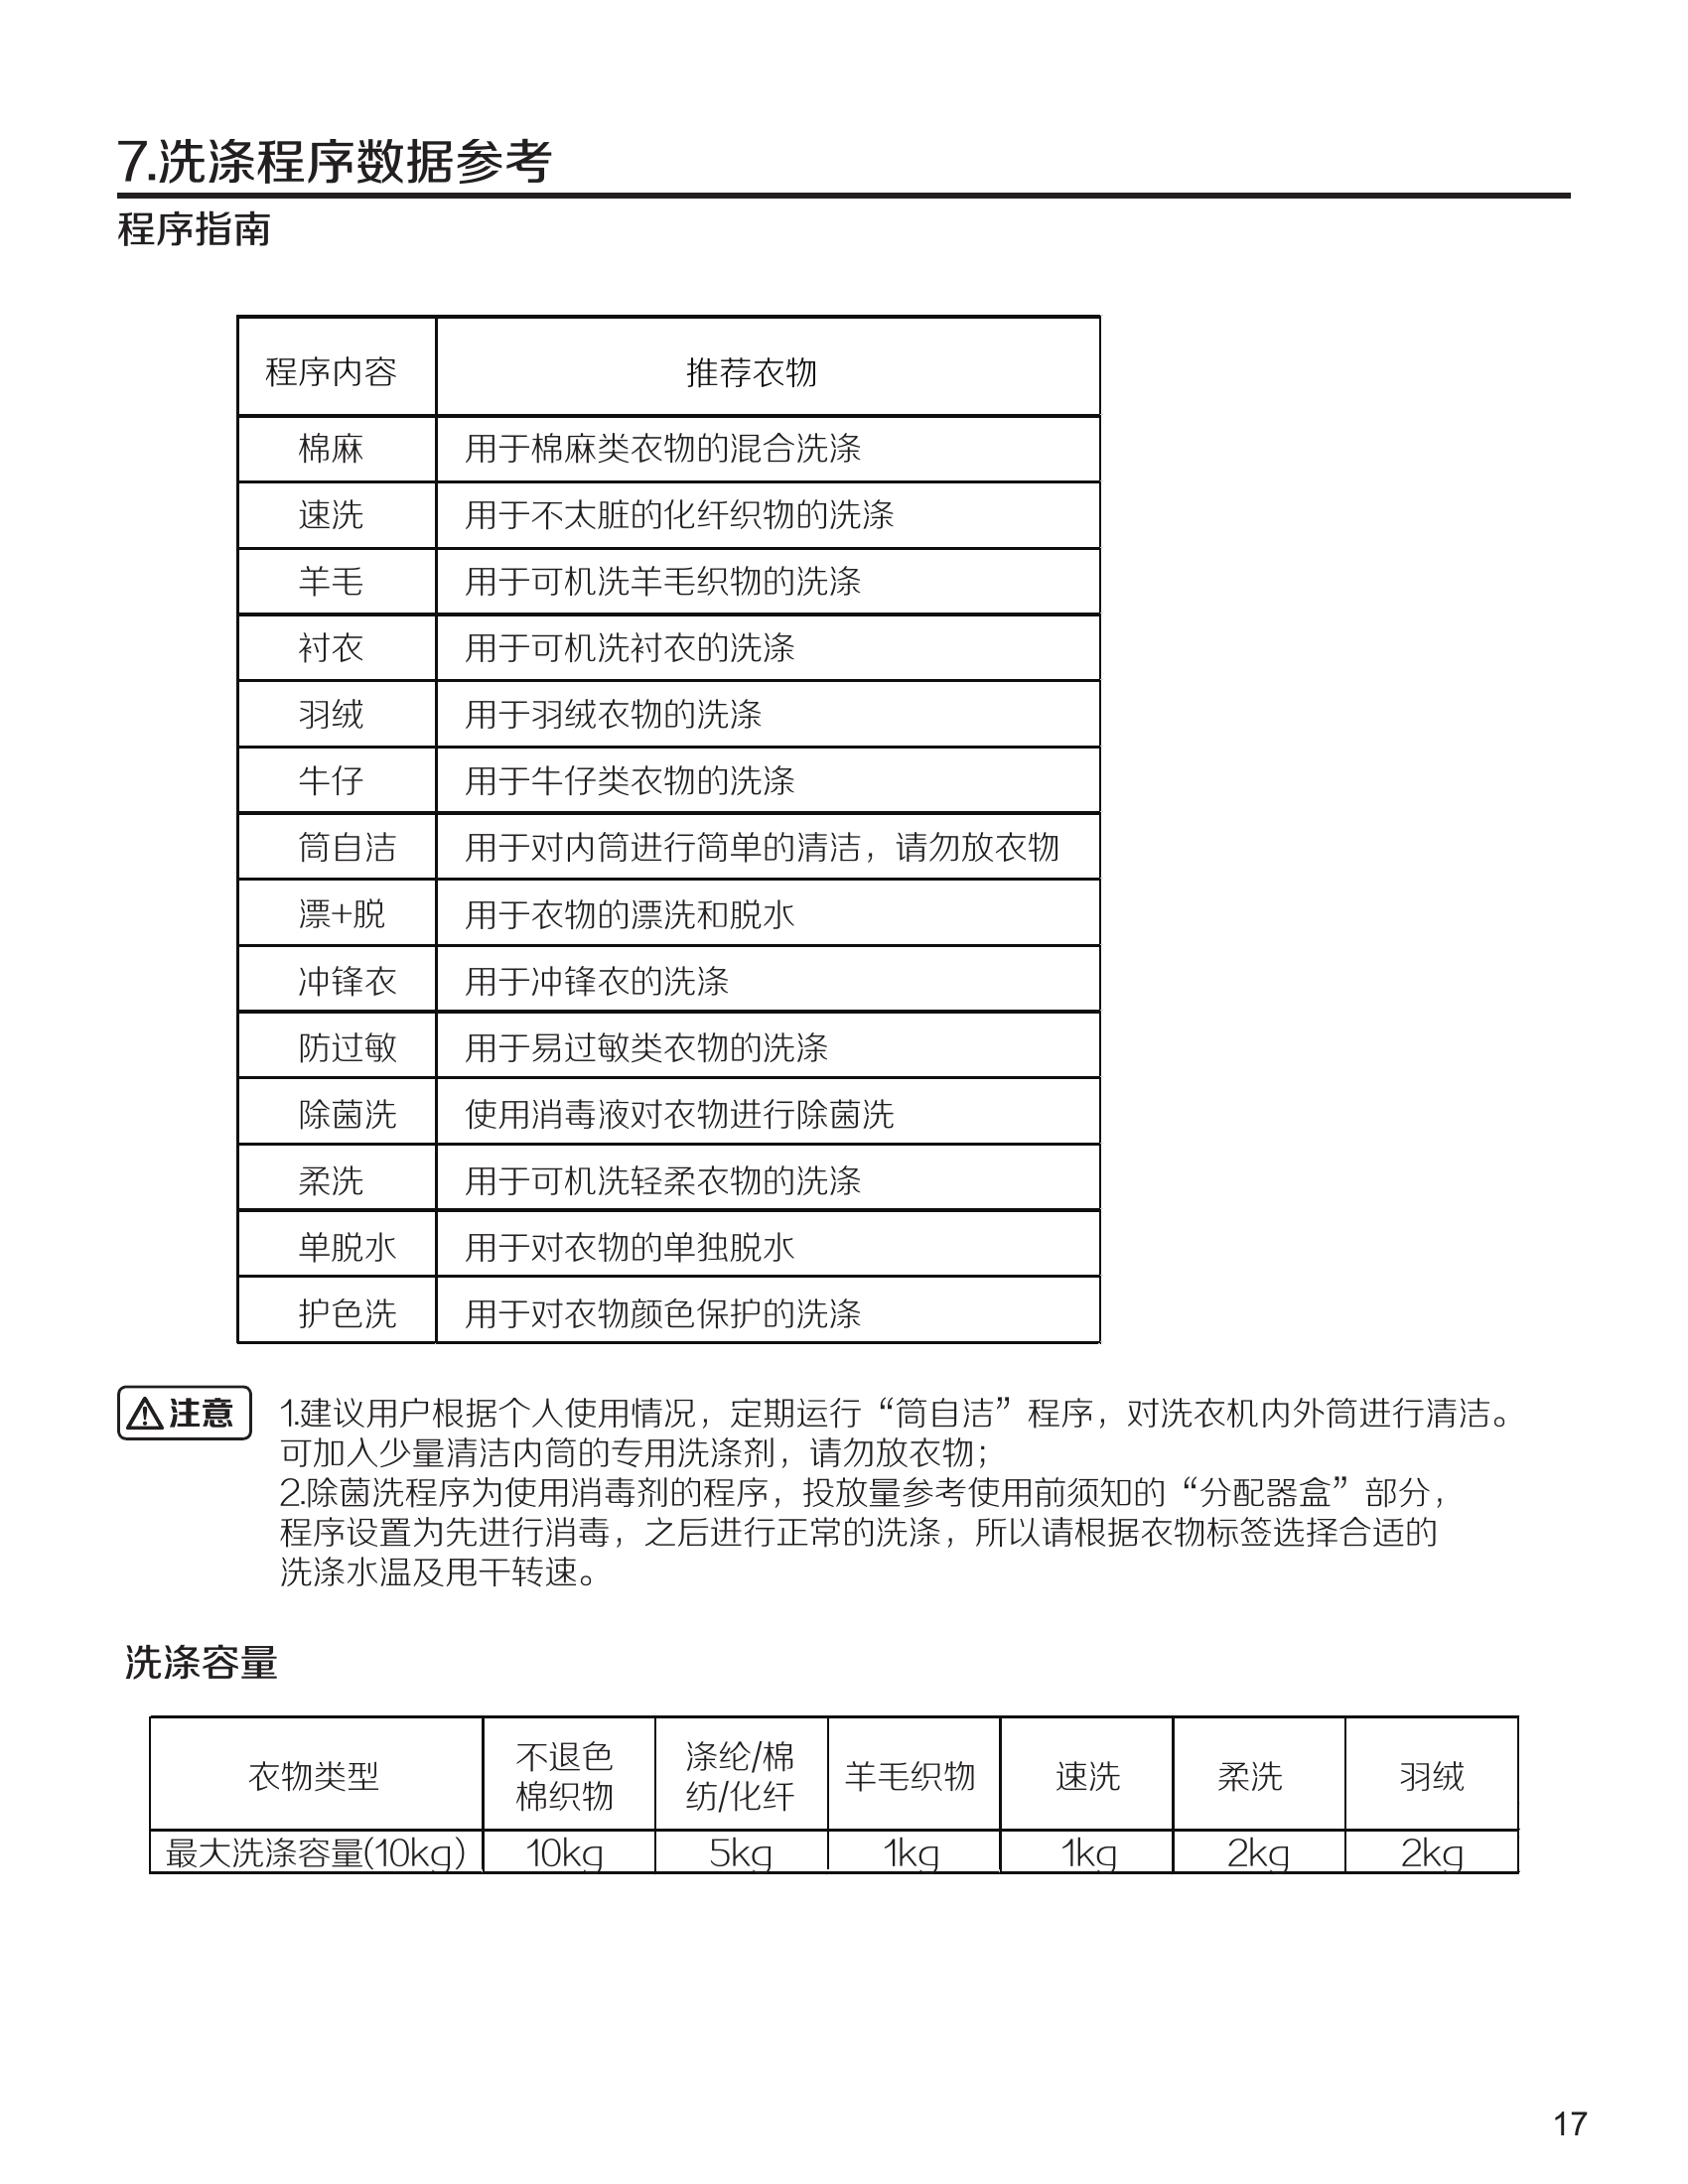 7.洗涤程序数据参考
程序指南
程序内容 推荐衣物
棉麻 用于棉麻类衣物的混合洗涤
速洗 用于不太脏的化纤织物的洗涤
羊毛 用于可机洗羊毛织物的洗涤
衬衣 用于可机洗衬衣的洗涤
羽绒 用于羽绒衣物的洗涤
牛仔 用于牛仔类衣物的洗涤
筒自洁 用于对内筒进行简单的清洁，请勿放衣物
漂+脱 用于衣物的漂洗和脱水
冲锋衣 用于冲锋衣的洗涤
防过敏 用于易过敏类衣物的洗涤
除菌洗 使用消毒液对衣物进行除菌洗
柔洗 用于可机洗轻柔衣物的洗涤
单脱水 用于对衣物的单独脱水
护色洗 用于对衣物颜色保护的洗涤
注意 1.建议用户根据个人使用情况，定期运行“筒自洁”程序，对洗衣机内外筒进行清洁。
可加入少量清洁内筒的专用洗涤剂，请勿放衣物；
2.除菌洗程序为使用消毒剂的程序，投放量参考使用前须知的“分配器盒”部分，
程序设置为先进行消毒，之后进行正常的洗涤，所以请根据衣物标签选择合适的
洗涤水温及甩干转速。
洗涤容量
衣物类型 不退色 涤纶/棉 羊毛织物 速洗 柔洗 羽绒
棉织物 纺/化纤
最大洗涤容量(10kg) 10kg 5kg 1kg 1kg 2kg 2kg
17